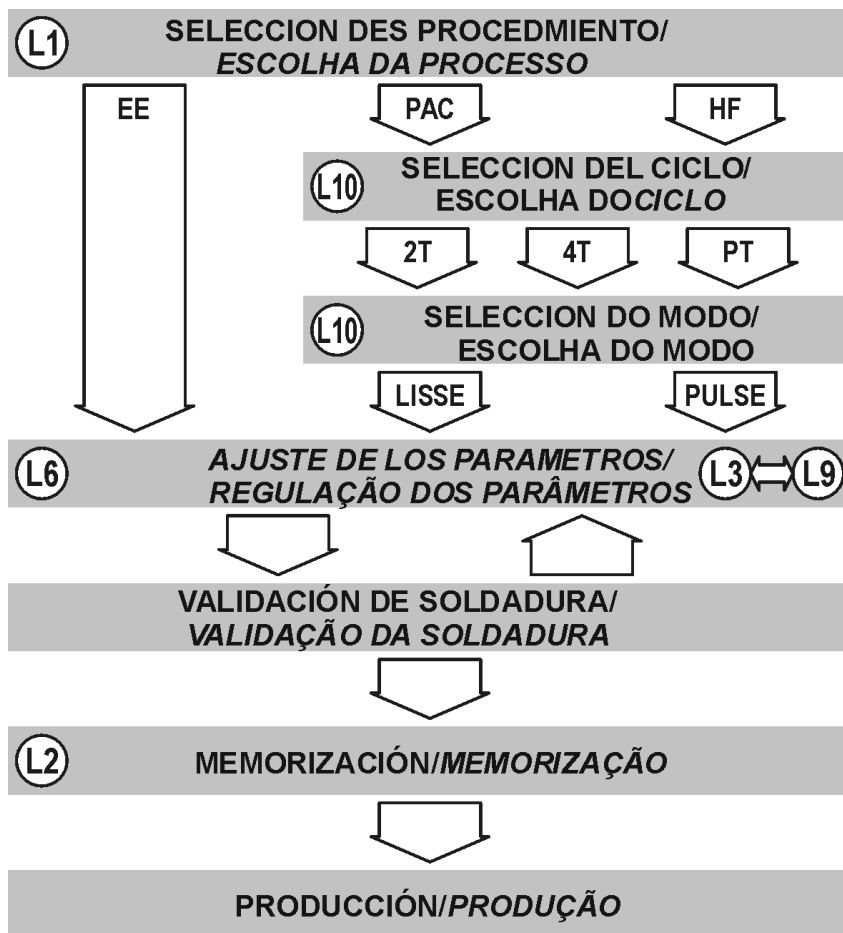 L1
SELECCION DES PROCEDMIENTO/
ESCOLHA DA PROCESSO
EE
PAC
HF
L10
SELECCION DEL CICLO/
ESCOLHA DOCICLO
2T
4T
PT
L10
SELECCION DO MODO/
ESCOLHA DO MODO
LISSE
PULSE
L6
AJUSTE DE LOS PARAMETROS/
REGULAÇÃO DOS PARÂMETROS
L3
L9
VALIDACIÓN DE SOLDADURA/
VALIDAÇÃO DA SOLDADURA
L2
MEMORIZACIÓN/MEMORIZAÇÃO
PRODUCCIÓN/PRODUÇÃO